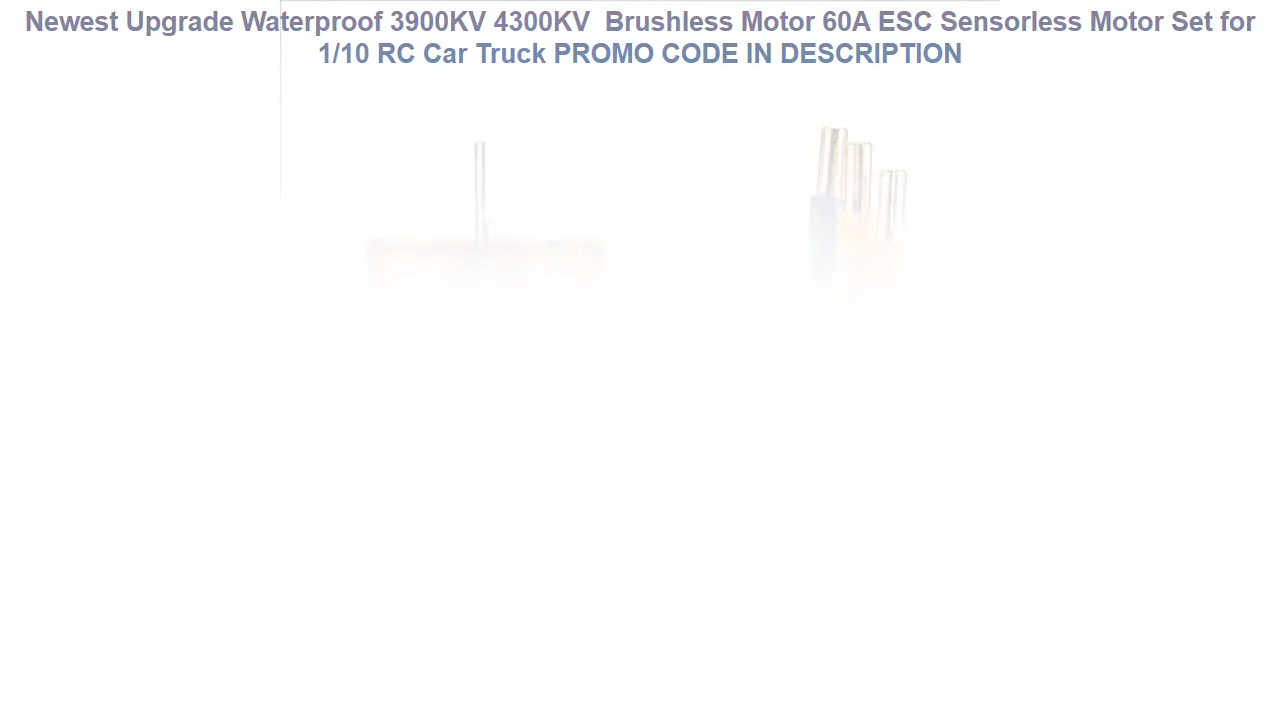 Newest Upgrade Waterproof 3900KV 4300KV  Brushless Motor 60A ESC Sensorless Motor Set for
1/10 RC Car Truck PROMO CODE IN DESCRIPTION